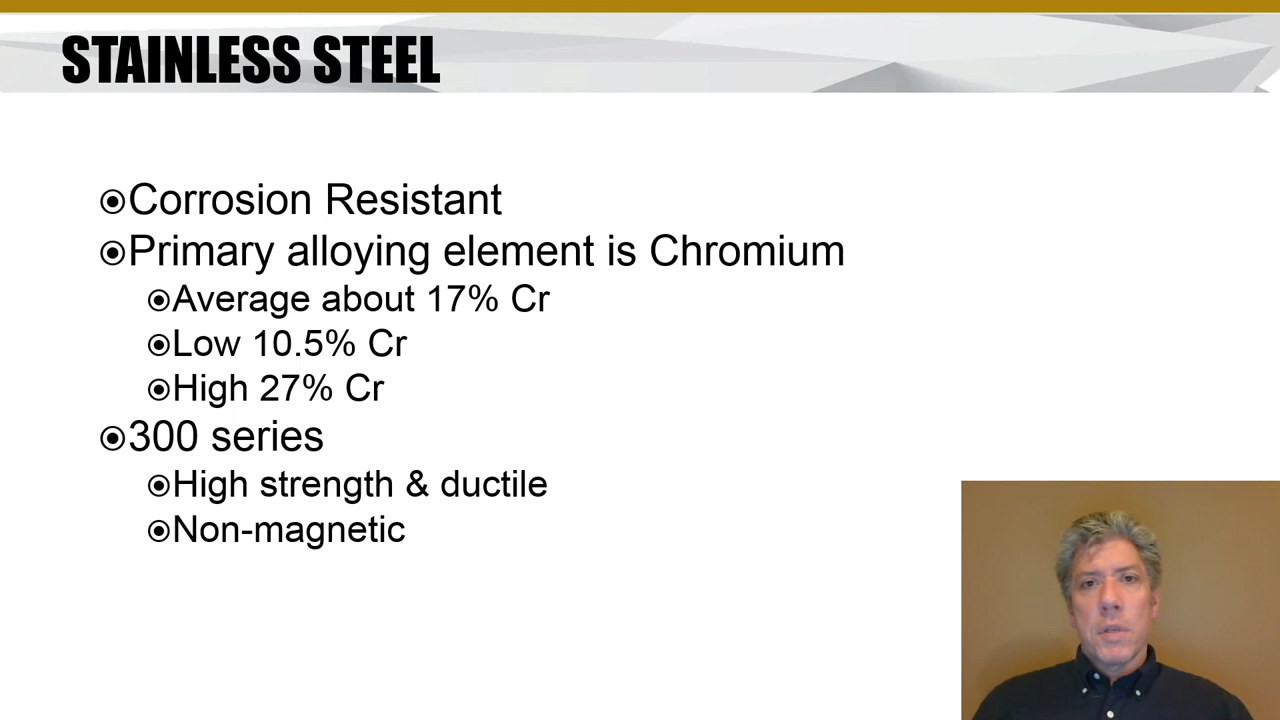 STAINLESS STEEL
Corrosion Resistant
Primary alloying element is Chromium
Average about 17% Cr
Low 10.5% Cr
High 27% Cr
300 series
High strength & ductile
Non-magnetic